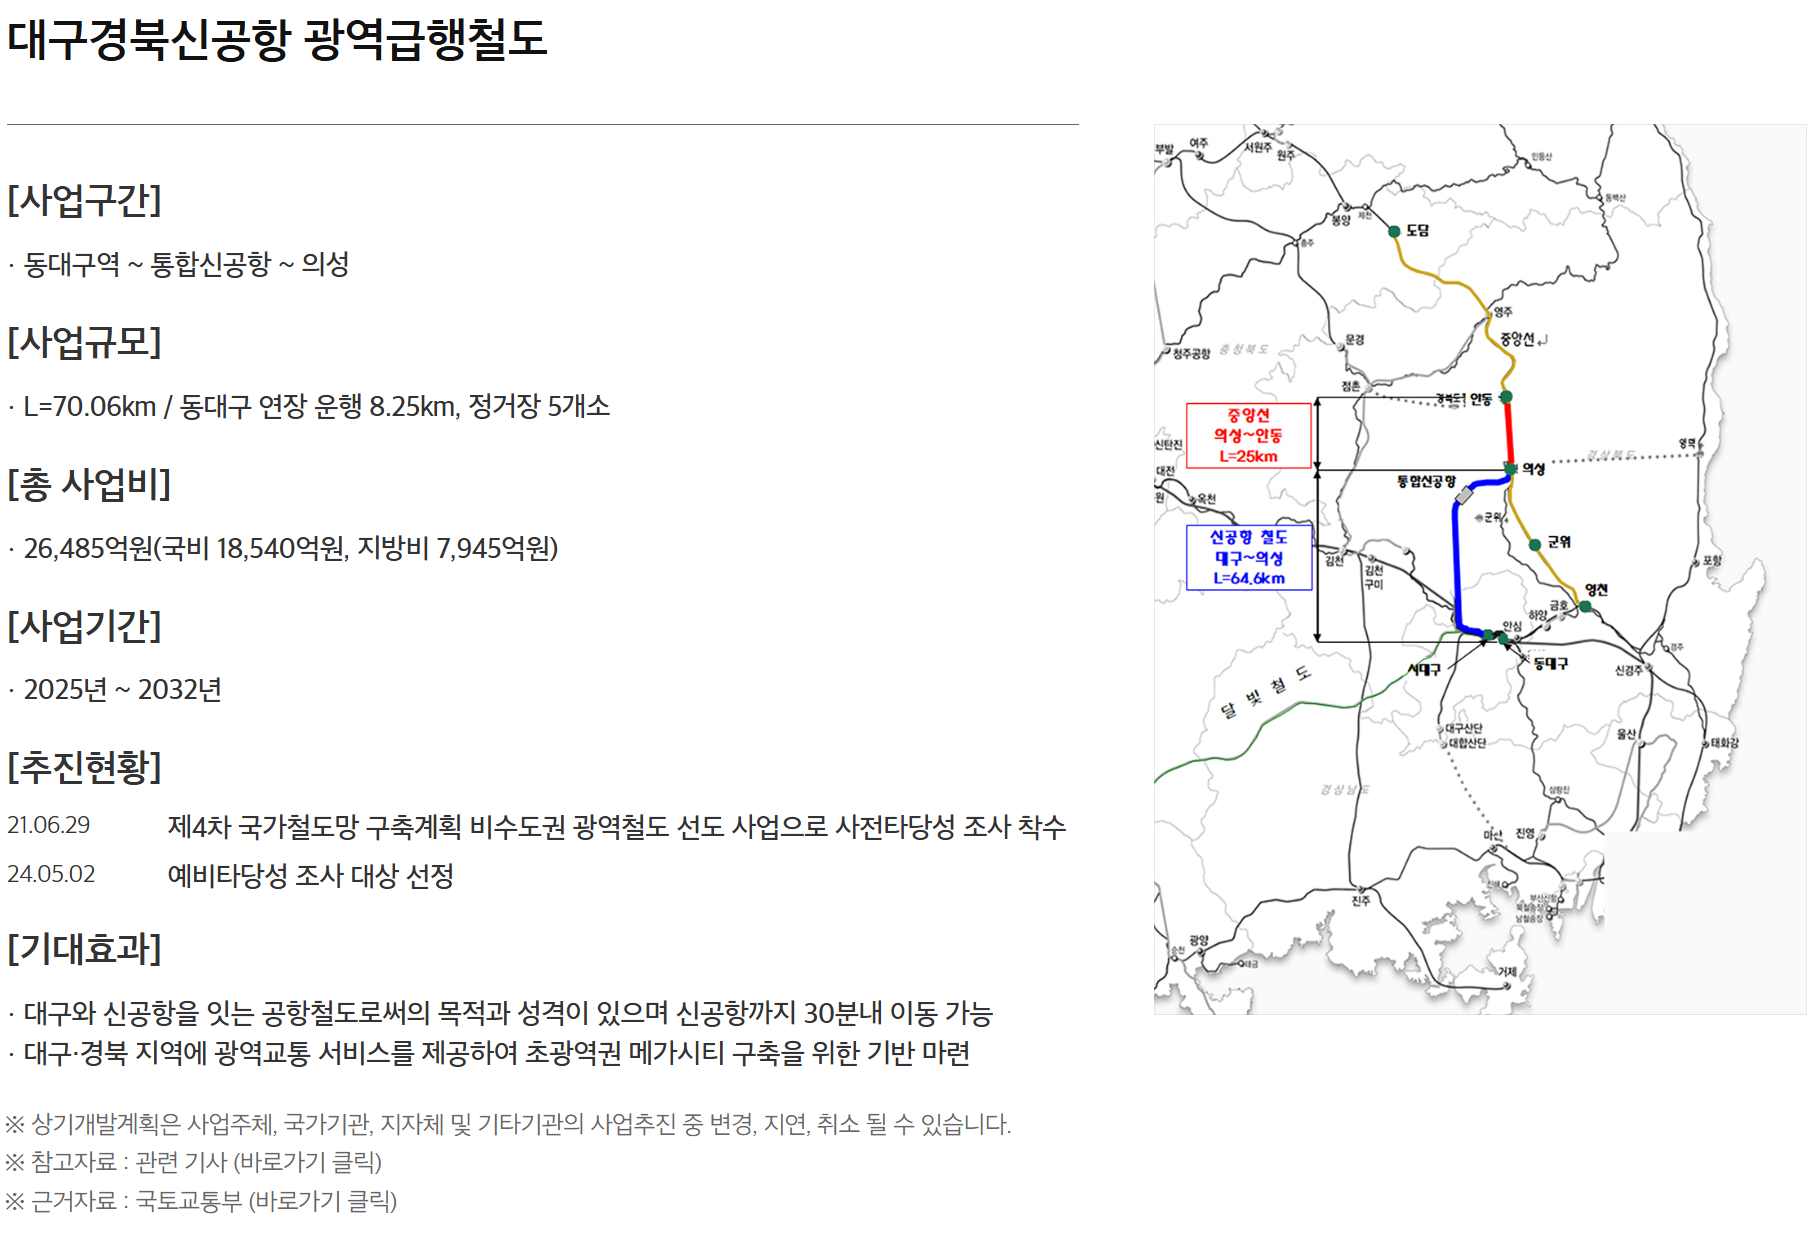 대구경북신공항 광역급행철도
[사업구간]
· 동대구역 ~ 통합신공항 ~ 의성
[사업규모]
· L=70.06km / 동대구 연장 운행 8.25km, 정거장 5개소
[총 사업비]
· 26,485억원(국비 18,540억원, 지방비 7,945억원)
[사업기간]
· 2025년 ~ 2032년
[추진현황]
21.06.29 제4차 국가철도망 구축계획 비수도권 광역철도 선도 사업으로 사전타당성 조사 착수
24.05.02 예비타당성 조사 대상 선정
[기대효과]
· 대구와 신공항을 잇는 공항철도로써의 목적과 성격이 있으며 신공항까지 30분내 이동 가능
· 대구·경북 지역에 광역교통 서비스를 제공하여 초광역권 메가시티 구축을 위한 기반 마련
※ 상기개발계획은 사업주체, 국가기관, 지자체 및 기타기관의 사업추진 중 변경, 지연, 취소 될 수 있습니다.
※ 참고자료 : 관련 기사 (바로가기 클릭)
※ 근거자료 : 국토교통부 (바로가기 클릭)
부발
여주
서원주
원주
민둥산
동백산
봉양
제천
도담
충주
영주
중앙선
문경
청주공항
충청북도
점촌
안동
중앙선
의성~안동
L=25km
신탄진
대전
옥천
영덕
경상북도
의성
통합신공항
군위
신공항 철도
대구~의성
L=64.6km
군위
김천
김천
구미
포항
영천
금호
하양
안심
서대구
동대구
경주
신경주
달빛철도
대구산단
대합산단
울산
태화강
경상남도
삼랑진
마산
진영
진해
부산신항
진주
광양
순천
태금
거제